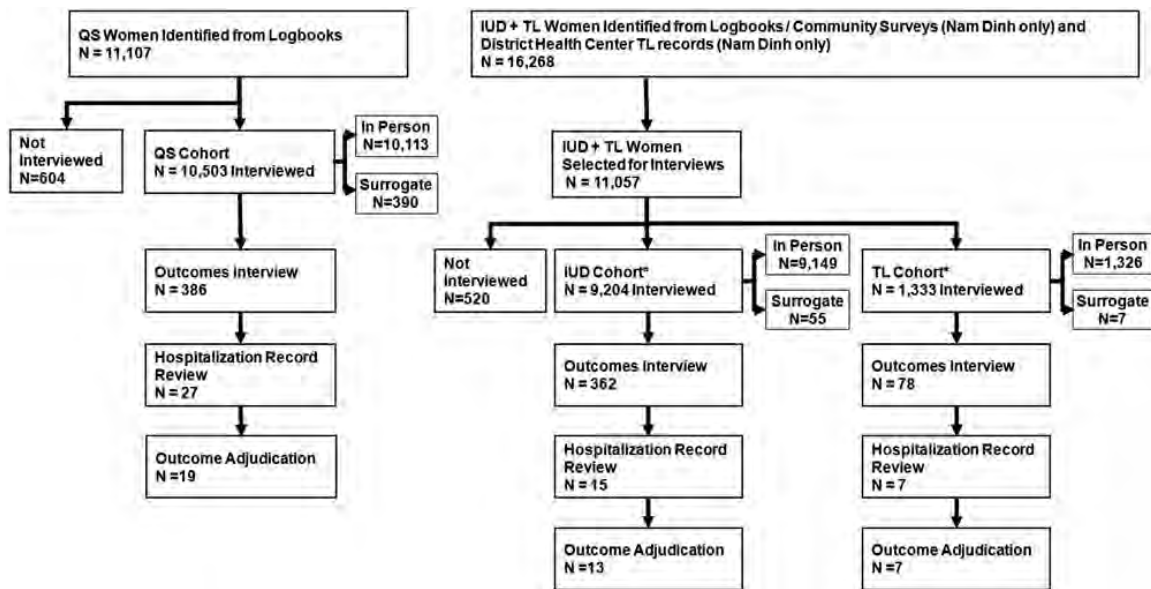 QS Women Identified from Logbooks
N = 11,107
IUD + TL Women Identified from Logbooks / Community Surveys (Nam Dinh only) and
District Health Center TL records (Nam Dinh only)
N = 16,268
Not
Interviewed
N=604
QS Cohort
N = 10,503 Interviewed
In Person
N=10,113
Surrogate
N=390
IUD + TL Women
Selected for Interviews
N = 11,057
Outcomes interview
N = 386
Hospitalization Record
Review
N = 27
Outcome Adjudication
N =19
Not
Interviewed
N=520
IUD Cohort*
N = 9,204 Interviewed
In Person
N=9,149
Surrogate
N=55
TL Cohort*
N = 1,333 Interviewed
In Person
N=1,326
Surrogate
N=7
Outcomes Interview
N = 362
Outcomes Interview
N = 78
Hospitalization Record
Review
N = 15
Hospitalization Record
Review
N = 7
Outcome Adjudication
N =13
Outcome Adjudication
N =7